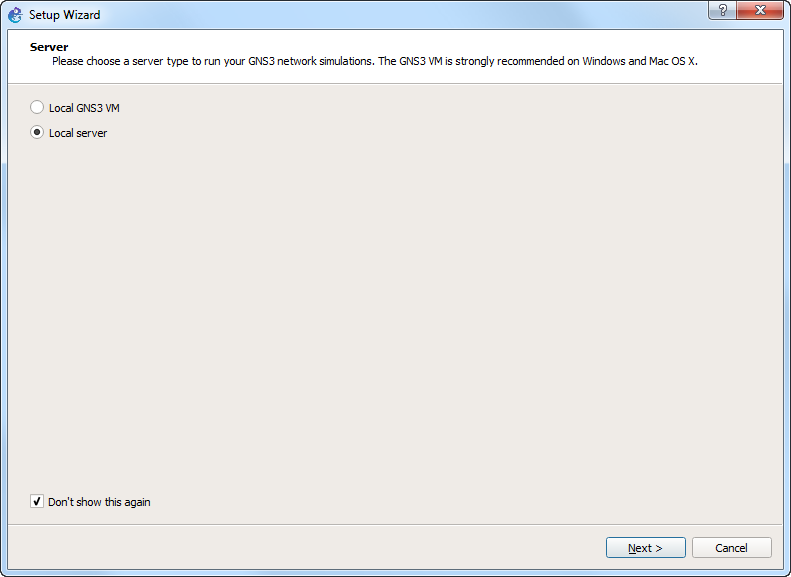 Setup Wizard
?
Server
Please choose a server type to run your GNS3 network simulations. The GNS3 VM is strongly recommended on Windows and Mac OS X.
Local GNS3 VM
Local server
Don't show this again
Next >
Cancel